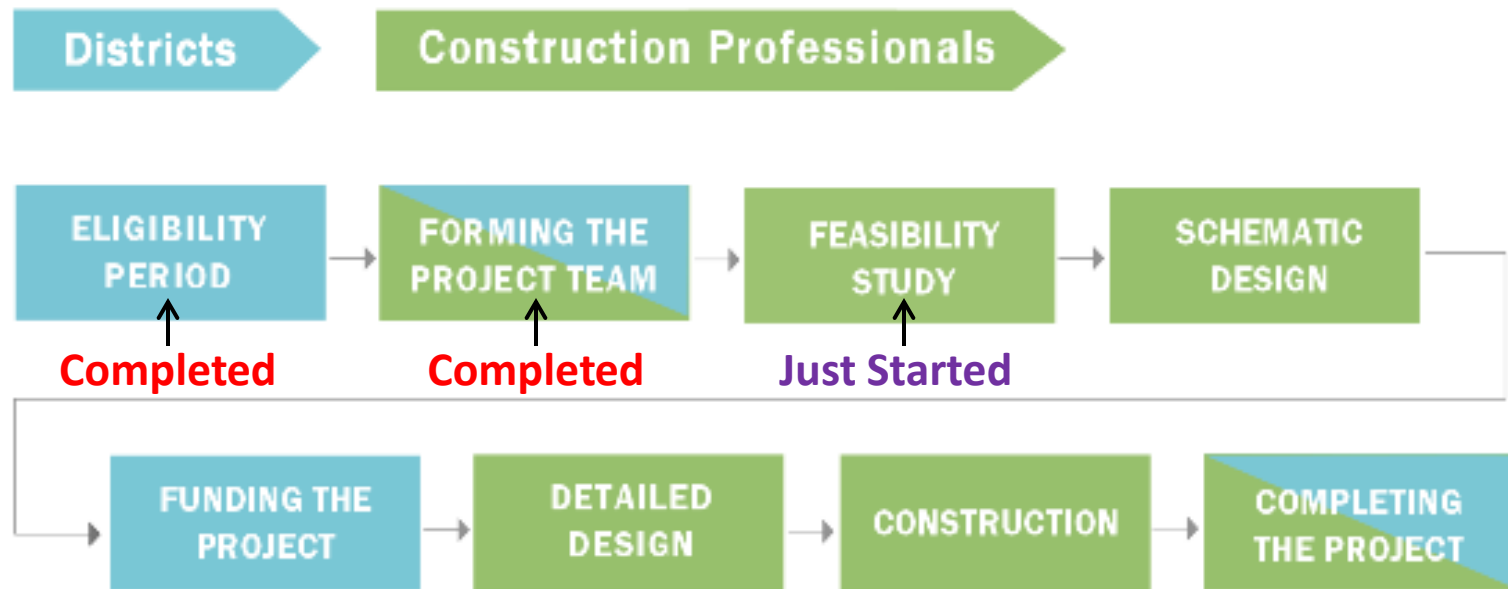 Districts
Construction Professionals
ELIGIBILITY
PERIOD
FORMING THE
PROJECT TEAM
FEASIBILITY
STUDY
SCHEMATIC
DESIGN
Completed
Completed
Just Started
FUNDING THE
PROJECT
DETAILED
DESIGN
CONSTRUCTION
COMPLETING
THE PROJECT